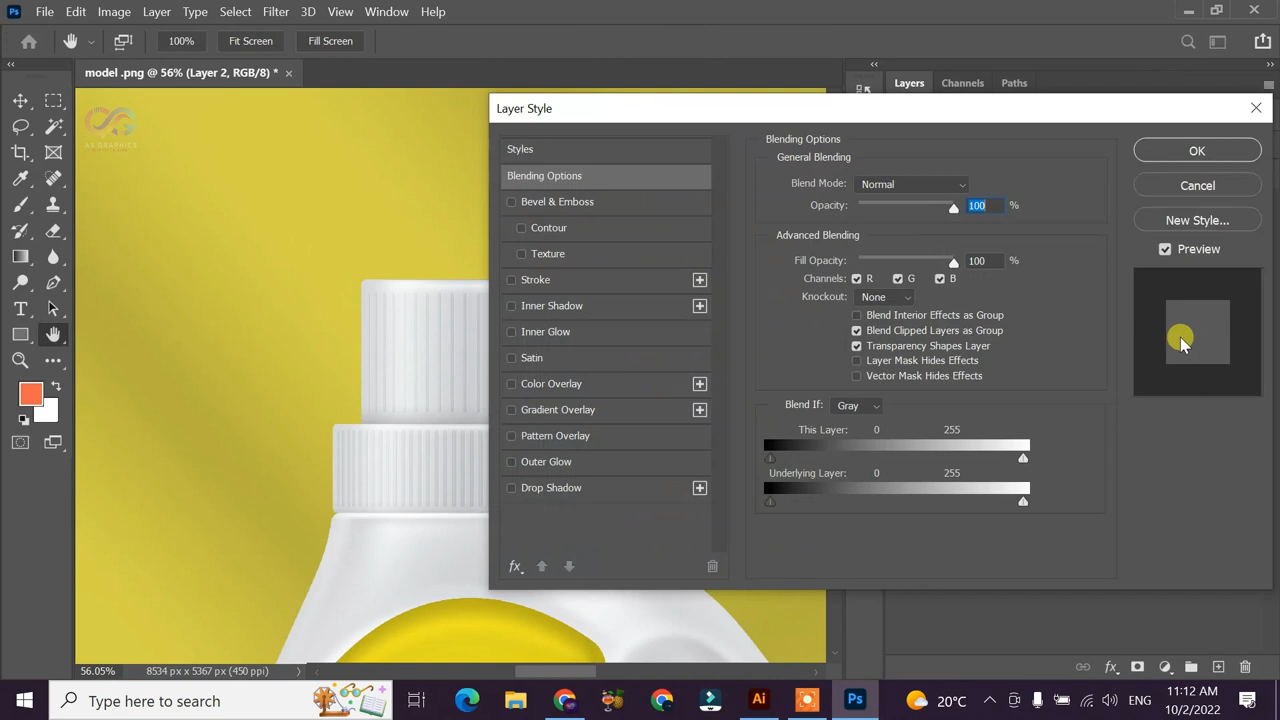 Ps File Edit Image Layer Type Select Filter 3D View Window Help
100% Fit Screen Fill Screen
model .png @ 56% (Layer 2, RGB/8) *
Layers Channels Paths
AS GRAPHICS
Layer Style
Styles
Blending Options
Bevel & Emboss
Contour
Texture
Stroke
Inner Shadow
Inner Glow
Satin
Color Overlay
Gradient Overlay
Pattern Overlay
Outer Glow
Drop Shadow
fx
Blending Options
General Blending
Blend Mode: Normal
Opacity: 100 %
Advanced Blending
Fill Opacity: 100 %
Channels: R G B
Knockout: None
Blend Interior Effects as Group
Blend Clipped Layers as Group
Transparency Shapes Layer
Layer Mask Hides Effects
Vector Mask Hides Effects
Blend If: Gray
This Layer: 0 255
Underlying Layer: 0 255
OK
Cancel
New Style...
Preview
56.05% 8534 px x 5367 px (450 ppi)
fx
Type here to search
Ai
Ps
20°C
ENG
11:12 AM
10/2/2022